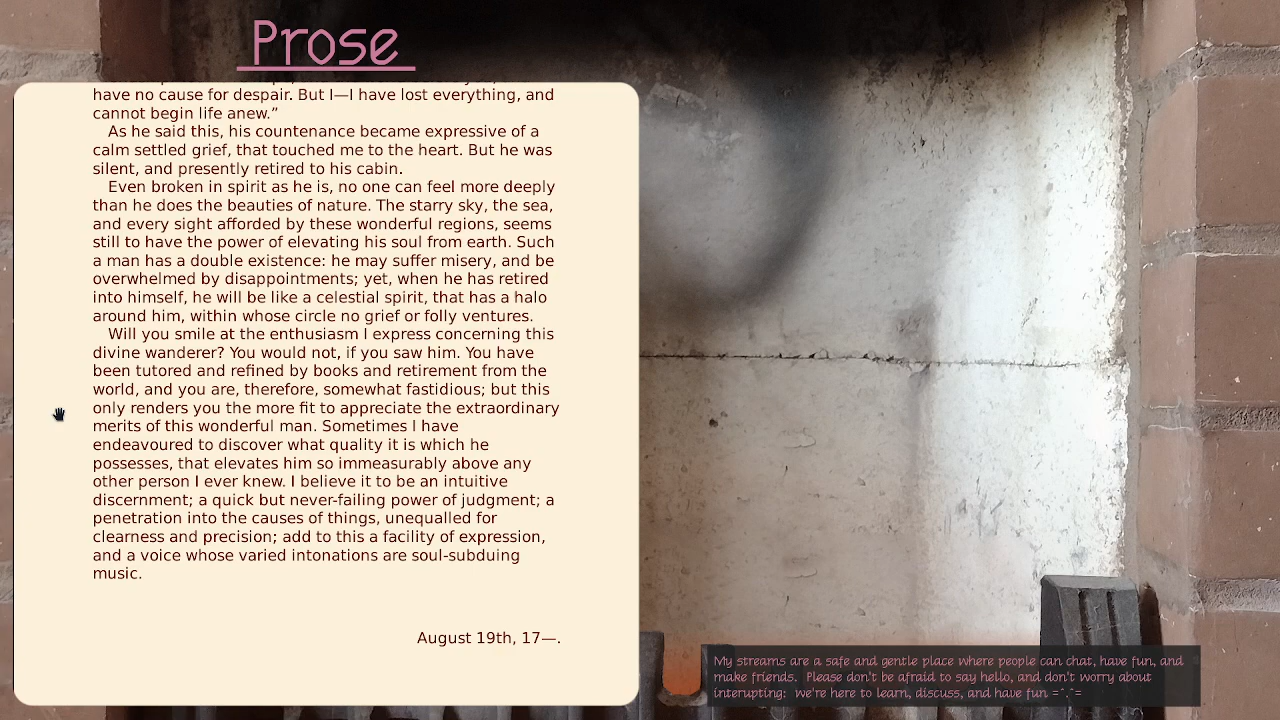 Prose
have no cause for despair. But I—I have lost everything, and
cannot begin life anew.”
As he said this, his countenance became expressive of a
calm settled grief, that touched me to the heart. But he was
silent, and presently retired to his cabin.
Even broken in spirit as he is, no one can feel more deeply
than he does the beauties of nature. The starry sky, the sea,
and every sight afforded by these wonderful regions, seems
still to have the power of elevating his soul from earth. Such
a man has a double existence: he may suffer misery, and be
overwhelmed by disappointments; yet, when he has retired
into himself, he will be like a celestial spirit, that has a halo
around him, within whose circle no grief or folly ventures.
Will you smile at the enthusiasm I express concerning this
divine wanderer? You would not, if you saw him. You have
been tutored and refined by books and retirement from the
world, and you are, therefore, somewhat fastidious; but this
only renders you the more fit to appreciate the extraordinary
merits of this wonderful man. Sometimes I have
endeavoured to discover what quality it is which he
possesses, that elevates him so immeasurably above any
other person I ever knew. I believe it to be an intuitive
discernment; a quick but never-failing power of judgment; a
penetration into the causes of things, unequalled for
clearness and precision; add to this a facility of expression,
and a voice whose varied intonations are soul-subduing
music.
August 19th, 17—.
My streams are a safe and gentle place where people can chat, have fun, and
make friends.  Please don't be afraid to say hello, and don't worry about
interupting:  we're here to learn, discuss, and have fun =^.^=